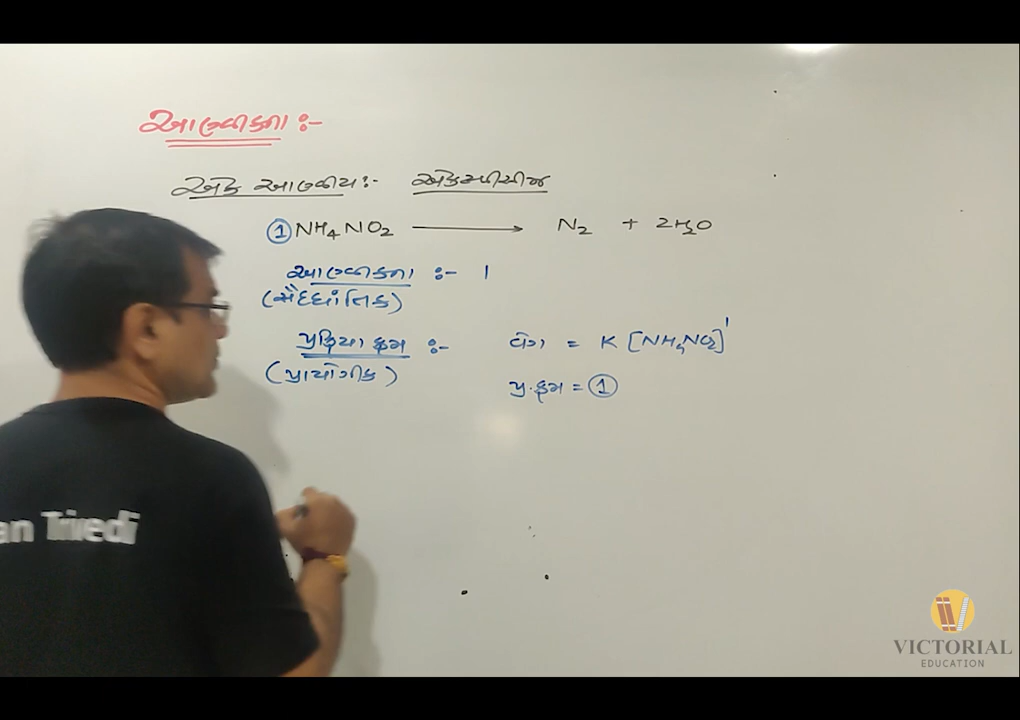 આણ્વીકતા :-
એક આણ્વીય :- એકમોલીયોજ
① NH₄NO₂ ⟶ N₂ + 2H₂O
આણ્વીકતા :- 1
(સૈદ્ધાંતિક)
પ્રક્રિયા ક્રમ :- વેગ = K [NH₄NO₂]¹
(પ્રાયોગીક) પ્ર.ક્રમ = ①
an Trivedi
VICTORIAL
EDUCATION